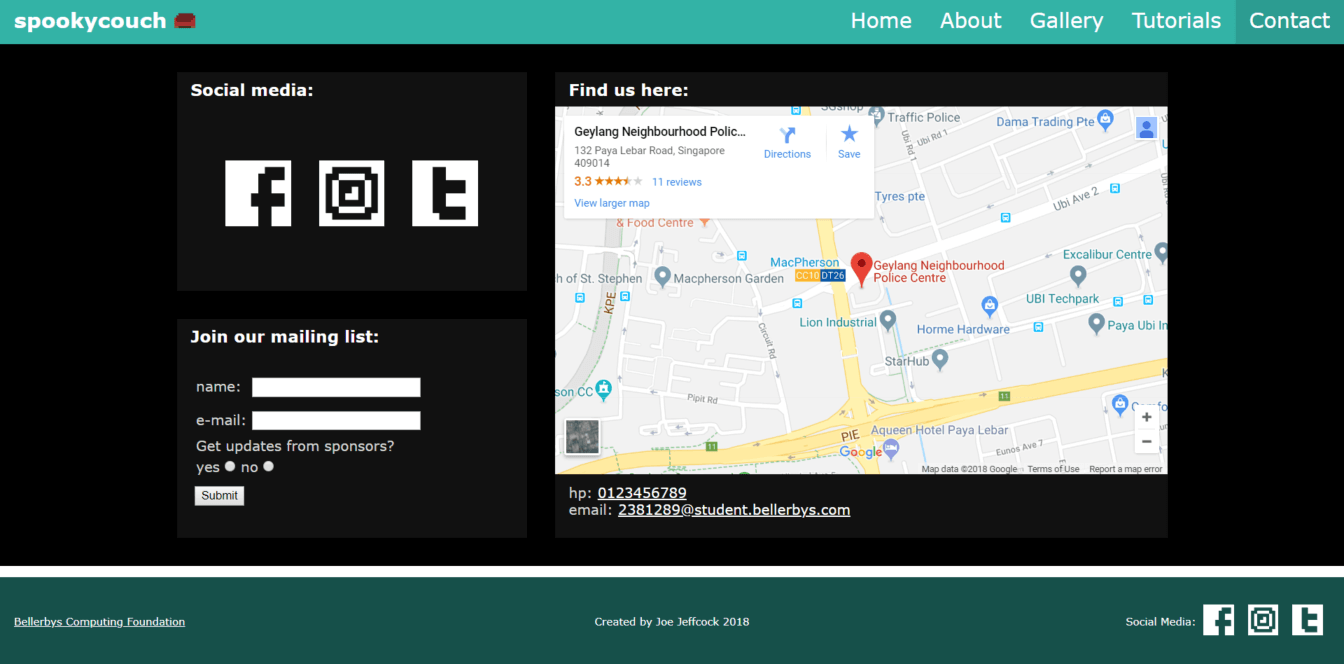 spookycouch
Home About Gallery Tutorials Contact
Social media:
Join our mailing list:
name:
e-mail:
Get updates from sponsors?
yes no
Submit
Find us here:
Geylang Neighbourhood Polic...
132 Paya Lebar Road, Singapore
409014
3.3 11 reviews
View larger map
Directions
Save
Traffic Police
Ubi Rd 1
Ubi Rd 1
Dama Trading Pte
Tyres pte
Ubi Ave 2
& Food Centre
MacPherson
CC10 DT26
Geylang Neighbourhood
Police Centre
Excalibur Centre
h of St. Stephen
Macpherson Garden
KPE
UBI Techpark
Lion Industrial
Horme Hardware
Paya Ubi In
Circuit Rd
StarHub
son CC
Pipit Rd
11
11
PIE
Aqueen Hotel Paya Lebar
Eunos Ave 7
Google
Map data ©2018 Google Terms of Use Report a map error
hp: 0123456789
email: 2381289@student.bellerbys.com
Bellerbys Computing Foundation
Created by Joe Jeffcock 2018
Social Media: